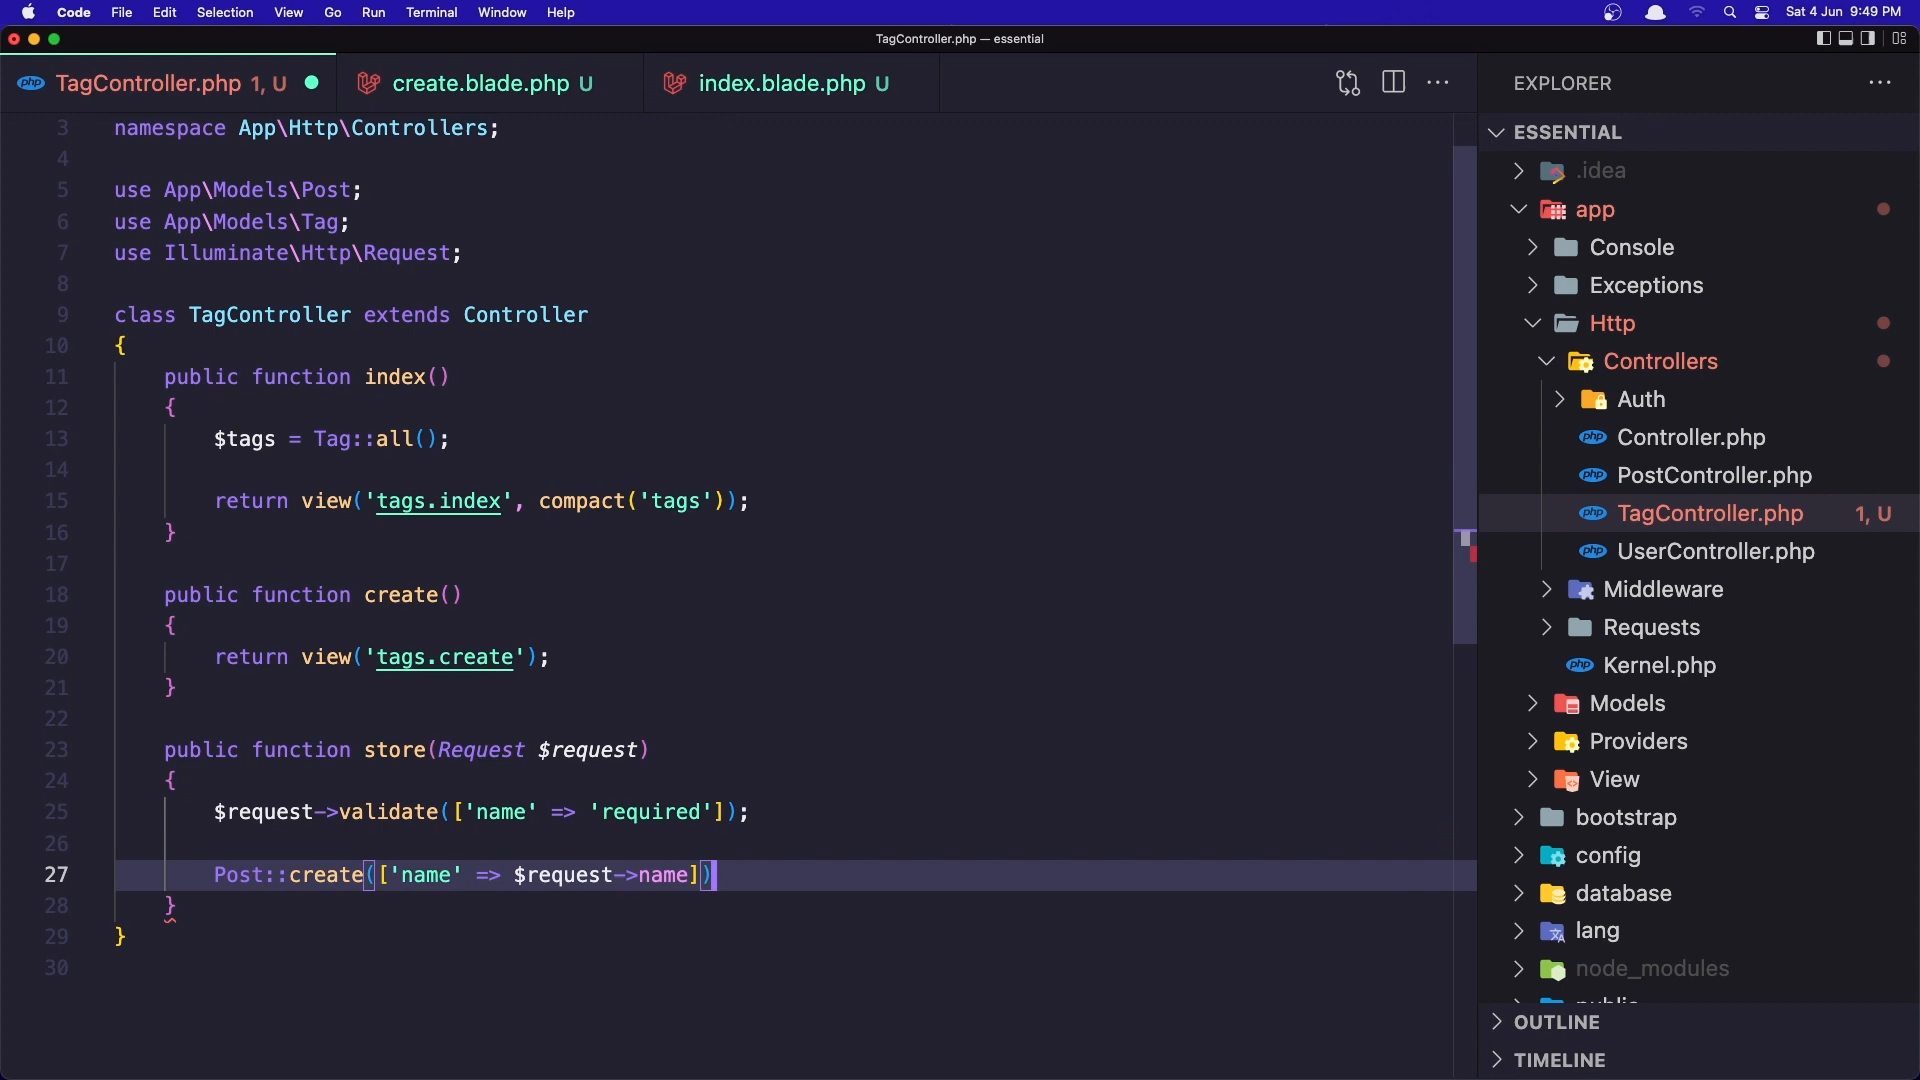 Code File Edit Selection View Go Run Terminal Window Help Sat 4 Jun 9:49 PM
TagController.php — essential
TagController.php 1, U create.blade.php U index.blade.php U
3 namespace App\Http\Controllers;
4
5 use App\Models\Post;
6 use App\Models\Tag;
7 use Illuminate\Http\Request;
8
9 class TagController extends Controller
10 {
11 public function index()
12 {
13 $tags = Tag::all();
14
15 return view('tags.index', compact('tags'));
16 }
17
18 public function create()
19 {
20 return view('tags.create');
21 }
22
23 public function store(Request $request)
24 {
25 $request->validate(['name' => 'required']);
26
27 Post::create(['name' => $request->name])
28 }
29 }
30
EXPLORER
ESSENTIAL
.idea
app
Console
Exceptions
Http
Controllers
Auth
php Controller.php
php PostController.php
php TagController.php 1, U
php UserController.php
Middleware
Requests
php Kernel.php
Models
Providers
View
bootstrap
config
database
lang
node_modules
public
OUTLINE
TIMELINE